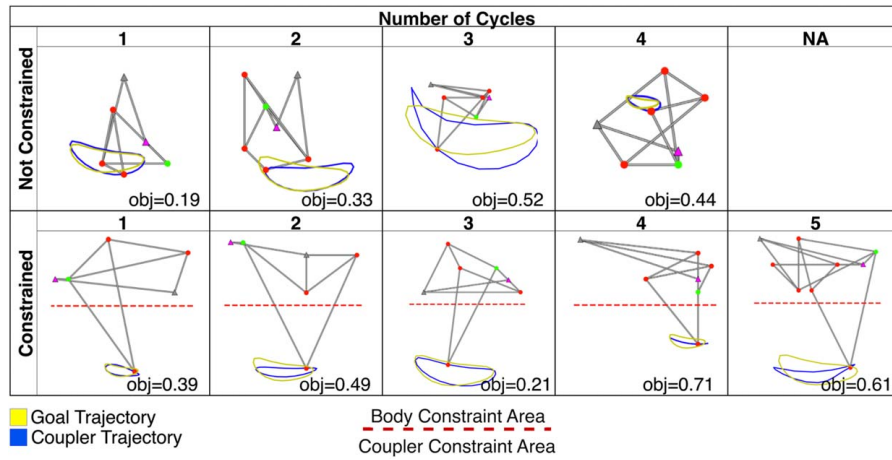 Number of Cycles
1 2 3 4 NA
Not Constrained
obj=0.19 obj=0.33 obj=0.52 obj=0.44
1 2 3 4 5
Constrained
obj=0.39 obj=0.49 obj=0.21 obj=0.71 obj=0.61
Goal Trajectory
Coupler Trajectory
Body Constraint Area
Coupler Constraint Area